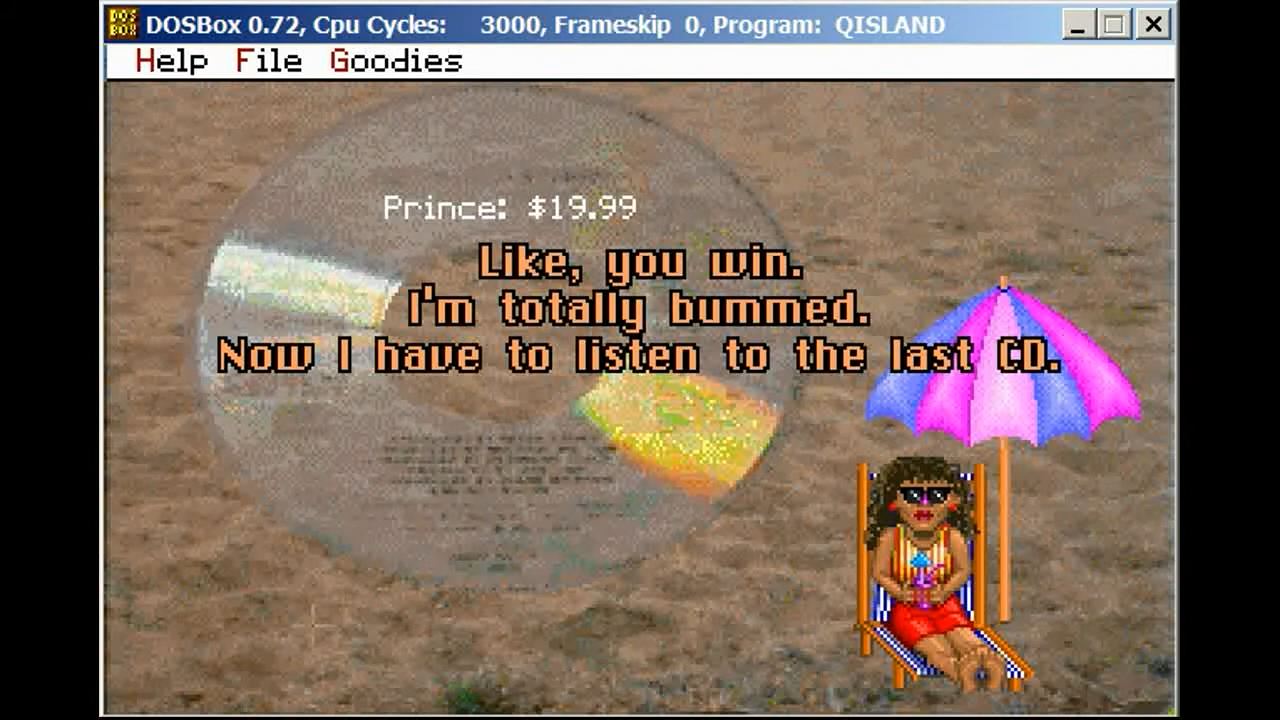 DOSBox 0.72, Cpu Cycles: 3000, Frameskip 0, Program: QISLAND
Help File Goodies
Prince: $19.99
Like, you win.
I'm totally bummed.
Now I have to listen to the last CD.